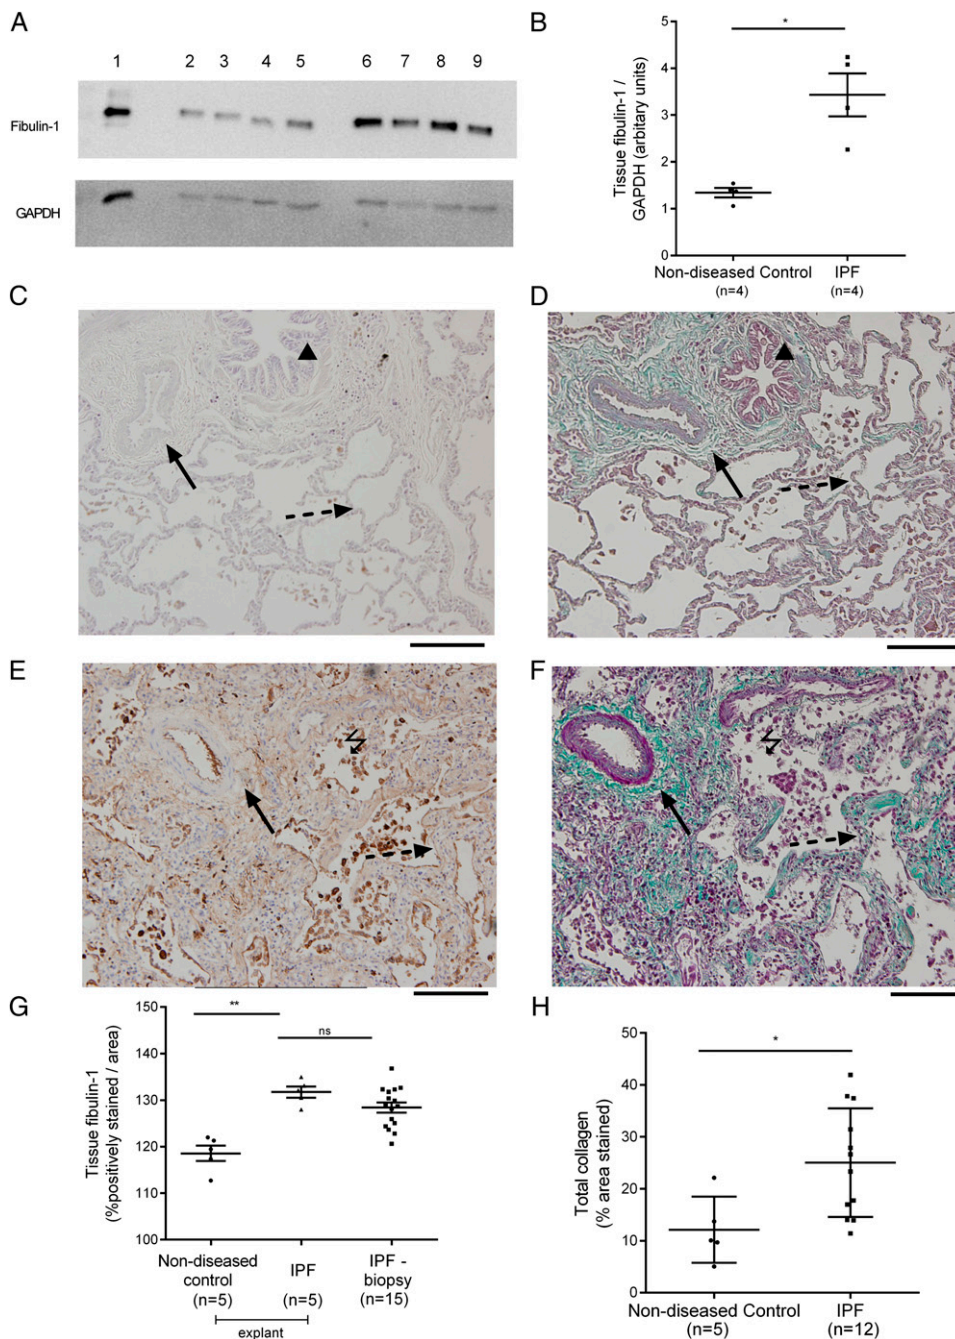 A
1 2 3 4 5 6 7 8 9
Fibulin-1
GAPDH
B
Tissue fibulin-1 /
GAPDH (arbitary units)
5
4
3
2
1
0
*
Non-diseased Control
(n=4)
IPF
(n=4)
C
D
E
F
G
Tissue fibulin-1
(%positively stained / area)
150
140
130
120
110
100
**
ns
Non-diseased
control
(n=5)
IPF
(n=5)
IPF -
biopsy
(n=15)
explant
H
Total collagen
(% area stained)
50
40
30
20
10
0
*
Non-diseased Control
(n=5)
IPF
(n=12)